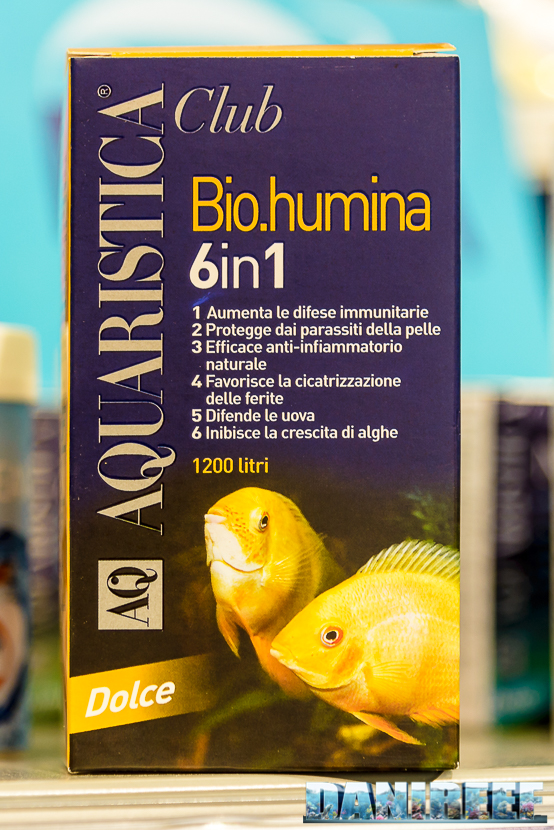 AQUARISTICA®
Club
Bio.humina
6in1
1 Aumenta le difese immunitarie
2 Protegge dai parassiti della pelle
3 Efficace anti-infiammatorio
naturale
4 Favorisce la cicatrizzazione
delle ferite
5 Difende le uova
6 Inibisce la crescita di alghe
1200 litri
AQ
Dolce
DANIREEF